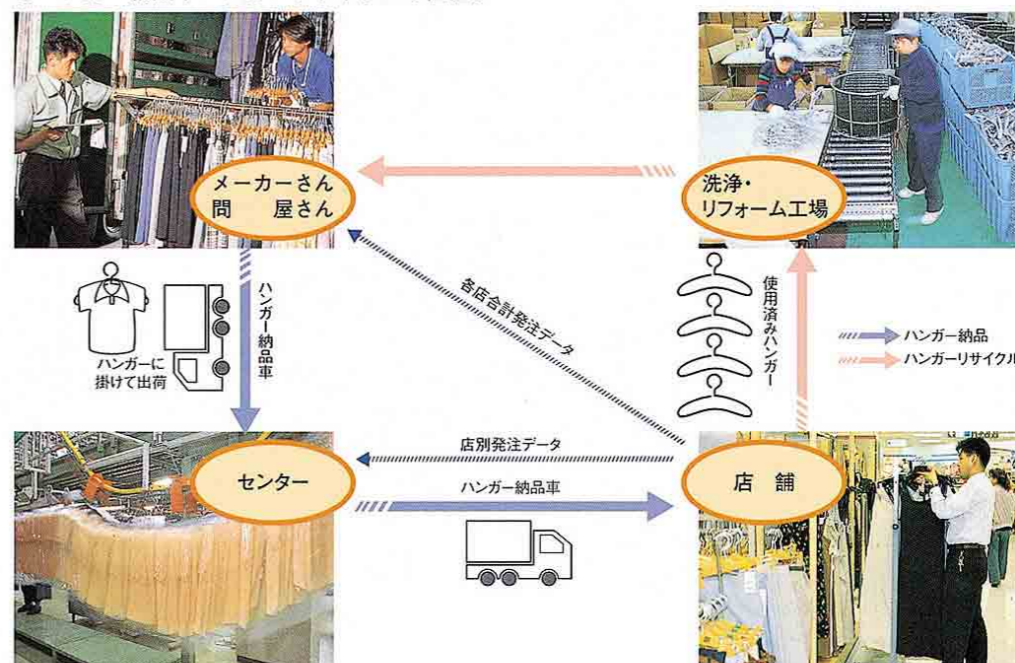 メーカーさん
問 屋さん
洗浄・
リフォーム工場
ハンガーに
掛けて出荷
ハンガー納品車
各店合計発注データ
使用済みハンガー
ハンガー納品
ハンガーリサイクル
センター
店別発注データ
ハンガー納品車
店 舗